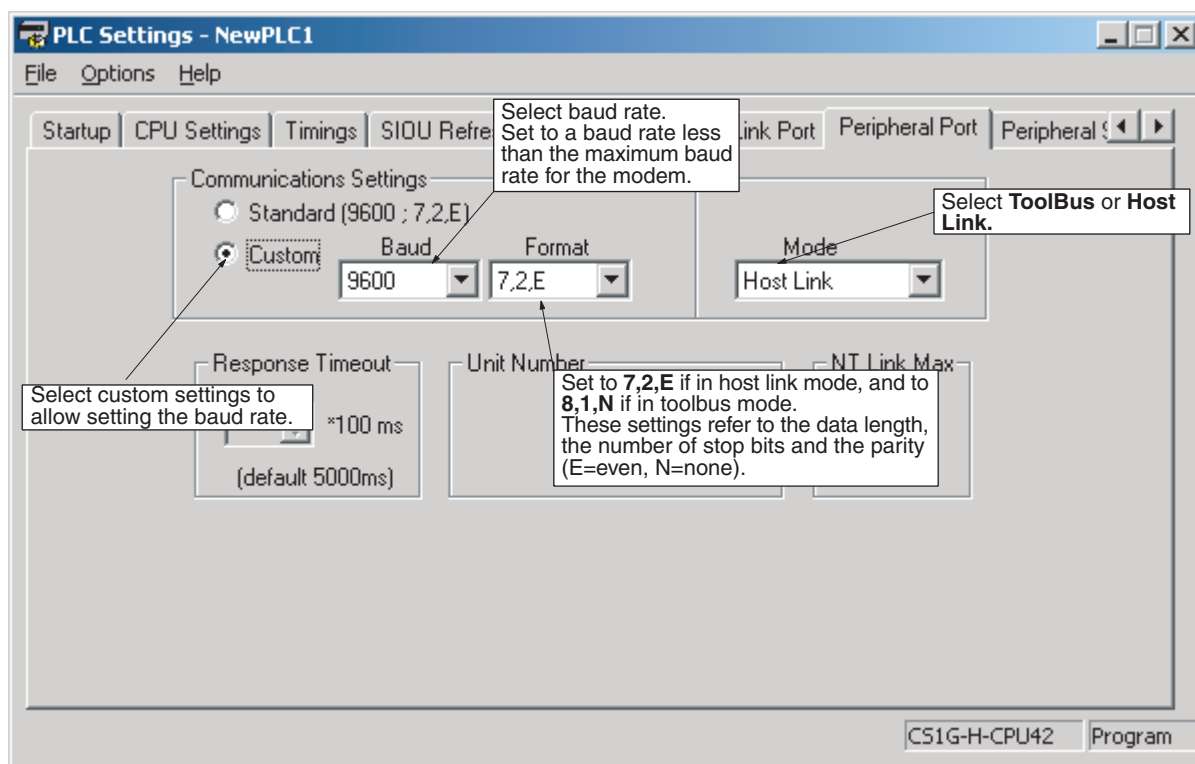 PLC Settings - NewPLC1
File Options Help
Startup CPU Settings Timings SIOU Refre Link Port Peripheral Port Peripheral
Select baud rate.
Set to a baud rate less
than the maximum baud
rate for the modem.
Communications Settings
Standard (9600 ; 7,2,E)
Custom
Baud
Format
9600
7,2,E
Select ToolBus or Host
Link.
Mode
Host Link
Select custom settings to
allow setting the baud rate.
Response Timeout
*100 ms
(default 5000ms)
Unit Number
NT Link Max
Set to 7,2,E if in host link mode, and to
8,1,N if in toolbus mode.
These settings refer to the data length,
the number of stop bits and the parity
(E=even, N=none).
CS1G-H-CPU42 Program